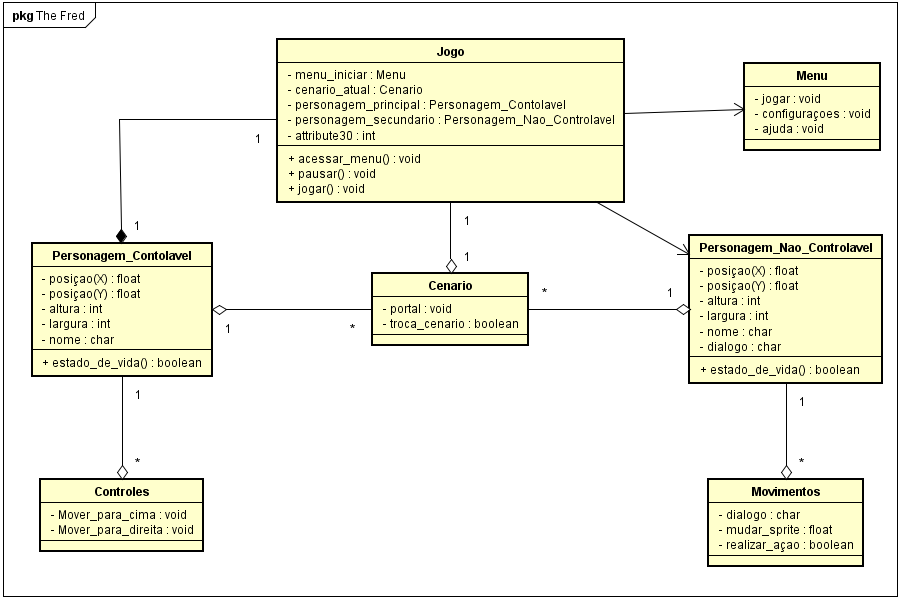 pkg The Fred
Jogo
- menu_iniciar : Menu
- cenario_atual : Cenario
- personagem_principal : Personagem_Contolavel
- personagem_secundario : Personagem_Nao_Controlavel
- attribute30 : int
+ acessar_menu() : void
+ pausar() : void
+ jogar() : void
Menu
- jogar : void
- configuraçoes : void
- ajuda : void
1
1
1
1
Personagem_Contolavel
- posiçao(X) : float
- posiçao(Y) : float
- altura : int
- largura : int
- nome : char
+ estado_de_vida() : boolean
1
*
Cenario
- portal : void
- troca_cenario : boolean
*
1
Personagem_Nao_Controlavel
- posiçao(X) : float
- posiçao(Y) : float
- altura : int
- largura : int
- nome : char
- dialogo : char
+ estado_de_vida() : boolean
1
*
Controles
- Mover_para_cima : void
- Mover_para_direita : void
1
*
Movimentos
- dialogo : char
- mudar_sprite : float
- realizar_açao : boolean